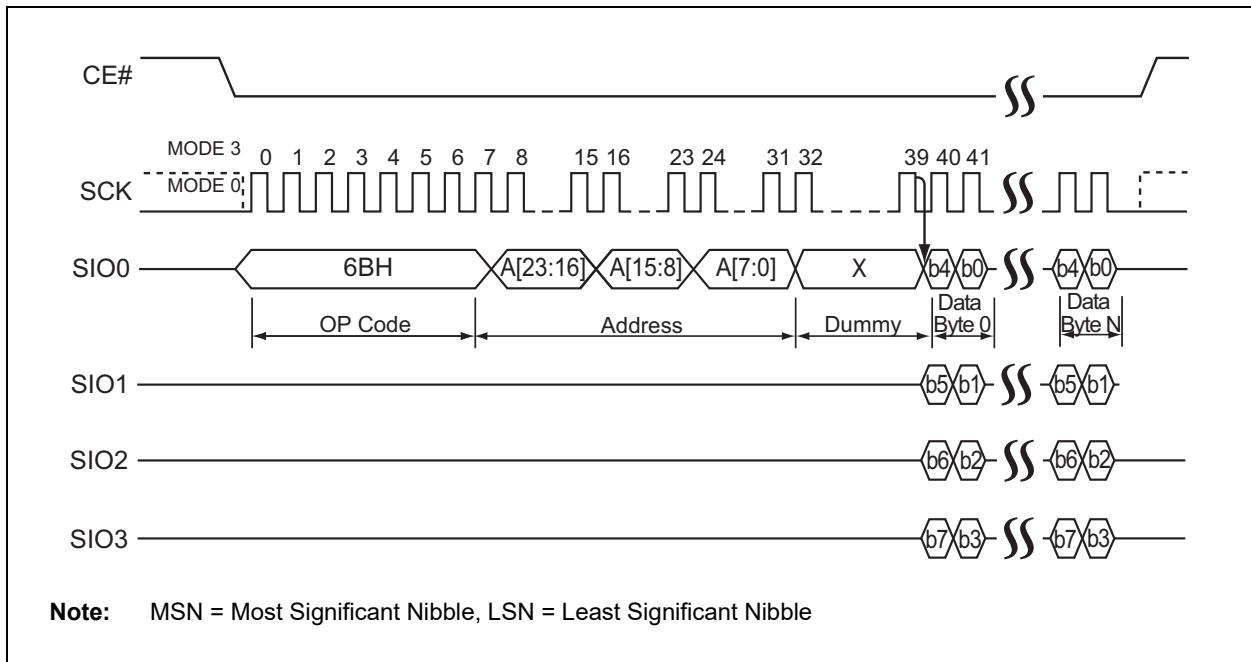 CE#
MODE 3
0 1 2 3 4 5 6 7 8 15 16 23 24 31 32 39 40 41
SCK MODE 0
SIO0 6BH A[23:16] A[15:8] A[7:0] X b4 b0 b4 b0
OP Code Address Dummy Data Byte 0 Data Byte N
SIO1 b5 b1 b5 b1
SIO2 b6 b2 b6 b2
SIO3 b7 b3 b7 b3
Note: MSN = Most Significant Nibble, LSN = Least Significant Nibble